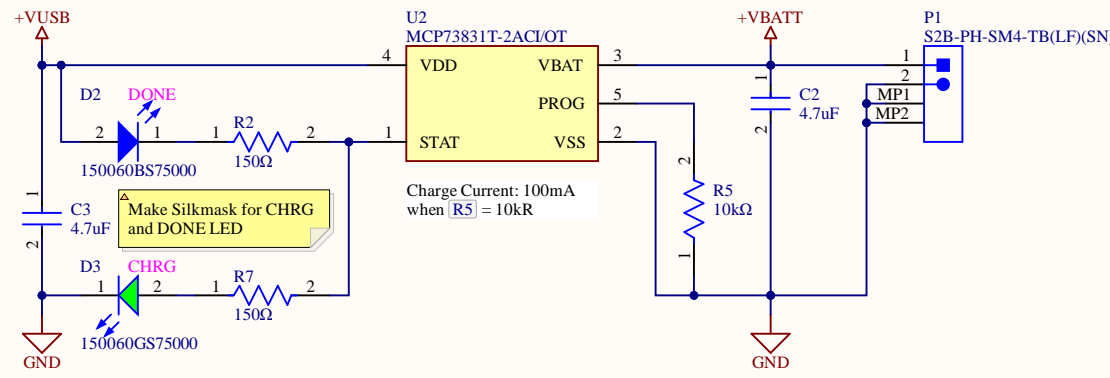 +VUSB
U2
MCP73831T-2ACI/OT
+VBATT
P1
S2B-PH-SM4-TB(LF)(SN
4
VDD
VBAT
3
1
2
D2
DONE
PROG
5
1
C2
4.7uF
2
MP1
MP2
2
1
1
R2
150Ω
2
1
STAT
VSS
2
150060BS75000
2
1
C3
4.7uF
2
Make Silkmask for CHRG
and DONE LED
Charge Current: 100mA
when R5 = 10kR
R5
10kΩ
1
D3
CHRG
1
2
1
R7
150Ω
2
150060GS75000
GND
GND